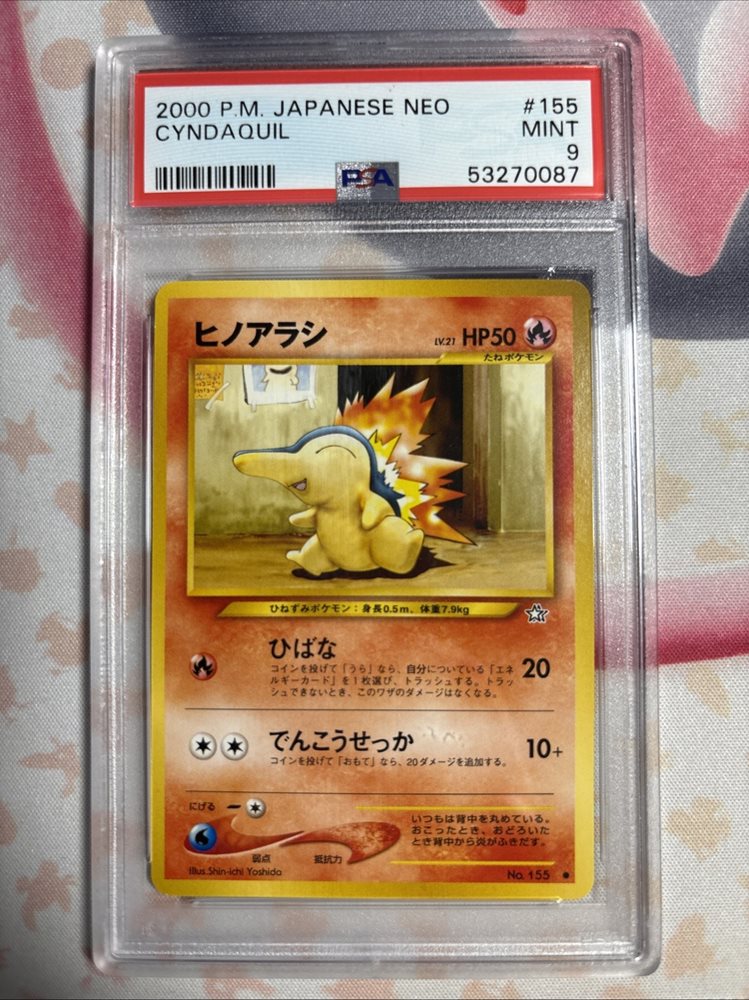 2000 P.M. JAPANESE NEO #155
CYNDAQUIL MINT
9
PSA 53270087
ヒノアラシ LV.21 HP50
たねポケモン
ひねずみポケモン：身長0.5m、体重7.9kg
ひばな 20
コインを投げて「うら」なら、自分についている「エネ
ルギーカード」を1枚選び、トラッシュする。トラッ
シュできないとき、このワザのダメージはなくなる。
でんこうせっか 10+
コインを投げて「おもて」なら、20ダメージを追加する。
にげる
いつもは背中を丸めている。
おこったとき、おどろいた
とき背中から炎がふきだす。
弱点 抵抗力
Illus.Shin-ichi Yoshida
No. 155